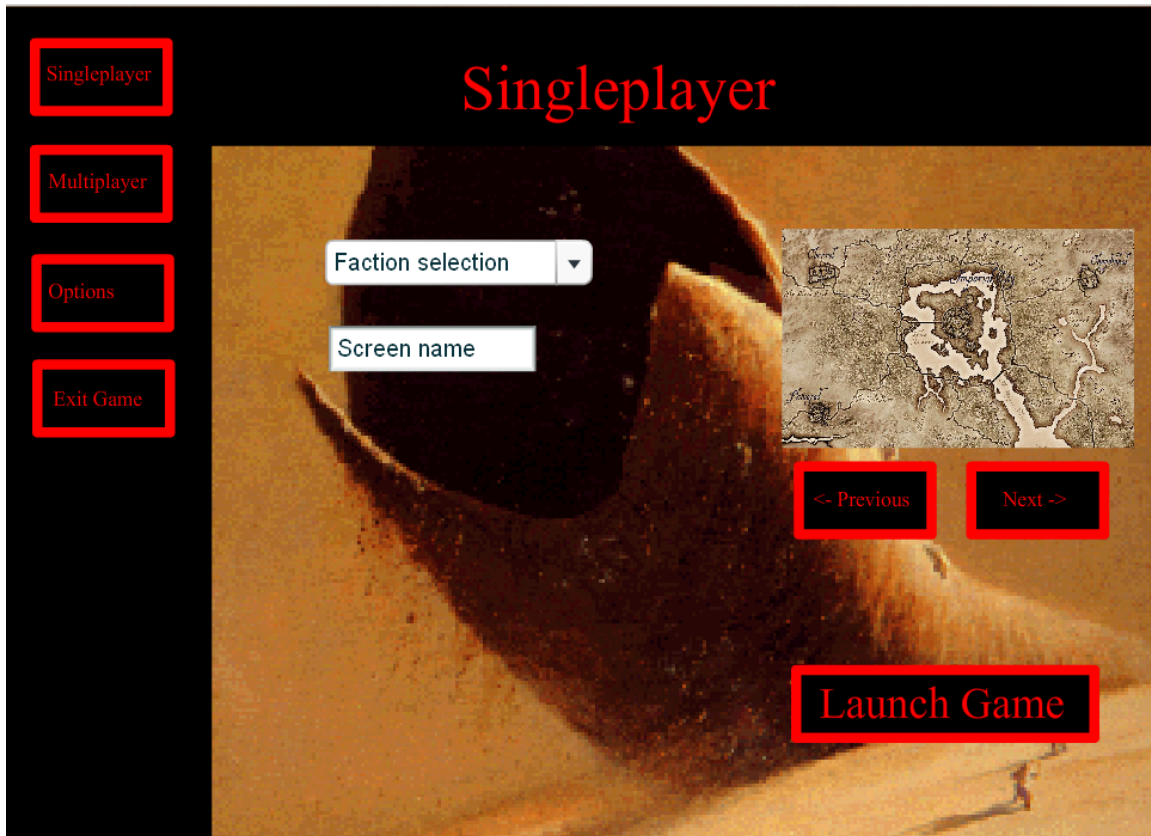 Singleplayer
Singleplayer
Multiplayer
Options
Exit Game
Faction selection
Screen name
<- Previous
Next ->
Launch Game